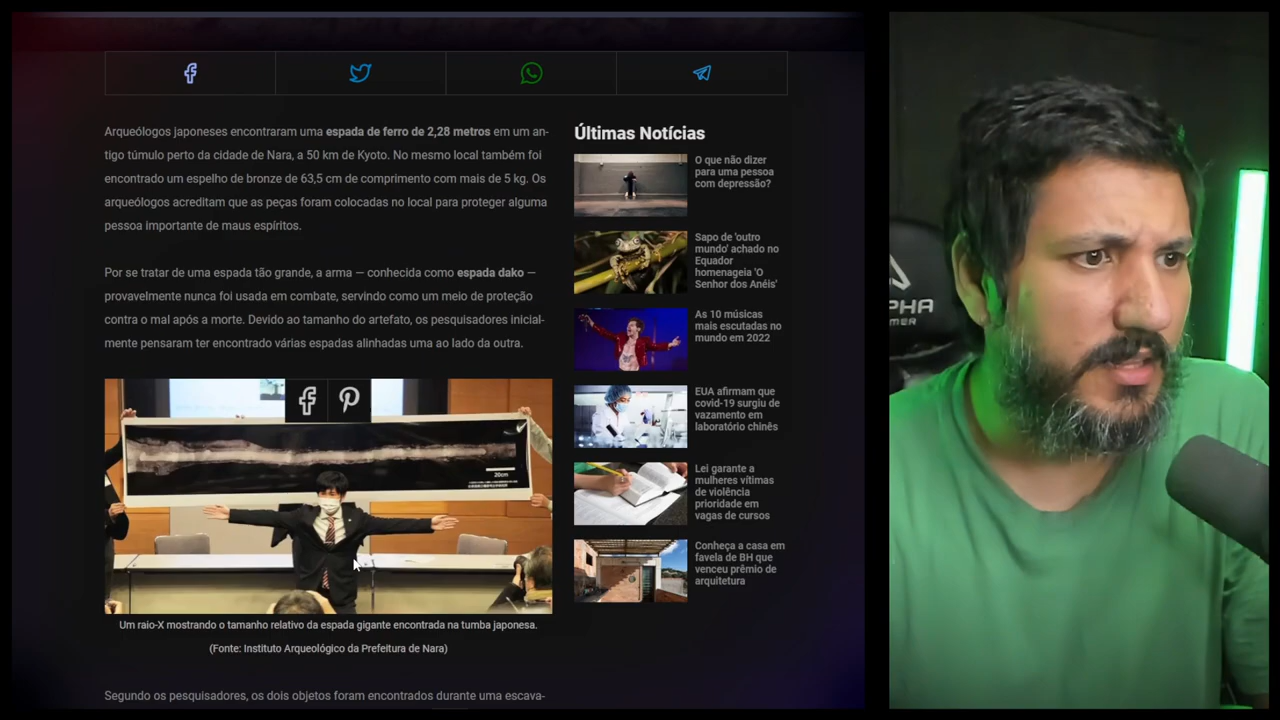 Arqueólogos japoneses encontraram uma espada de ferro de 2,28 metros em um an-
tigo túmulo perto da cidade de Nara, a 50 km de Kyoto. No mesmo local também foi
encontrado um espelho de bronze de 63,5 cm de comprimento com mais de 5 kg. Os
arqueólogos acreditam que as peças foram colocadas no local para proteger alguma
pessoa importante de maus espíritos.
Por se tratar de uma espada tão grande, a arma — conhecida como espada dako —
provavelmente nunca foi usada em combate, servindo como um meio de proteção
contra o mal após a morte. Devido ao tamanho do artefato, os pesquisadores inicial-
mente pensaram ter encontrado várias espadas alinhadas uma ao lado da outra.
20cm
Um raio-X mostrando o tamanho relativo da espada gigante encontrada na tumba japonesa.
(Fonte: Instituto Arqueológico da Prefeitura de Nara)
Segundo os pesquisadores, os dois objetos foram encontrados durante uma escava-
Últimas Notícias
O que não dizer
para uma pessoa
com depressão?
Sapo de 'outro
mundo' achado no
Equador
homenageia 'O
Senhor dos Anéis'
As 10 músicas
mais escutadas no
mundo em 2022
EUA afirmam que
covid-19 surgiu de
vazamento em
laboratório chinês
Lei garante a
mulheres vítimas
de violência
prioridade em
vagas de cursos
Conheça a casa em
favela de BH que
venceu prêmio de
arquitetura